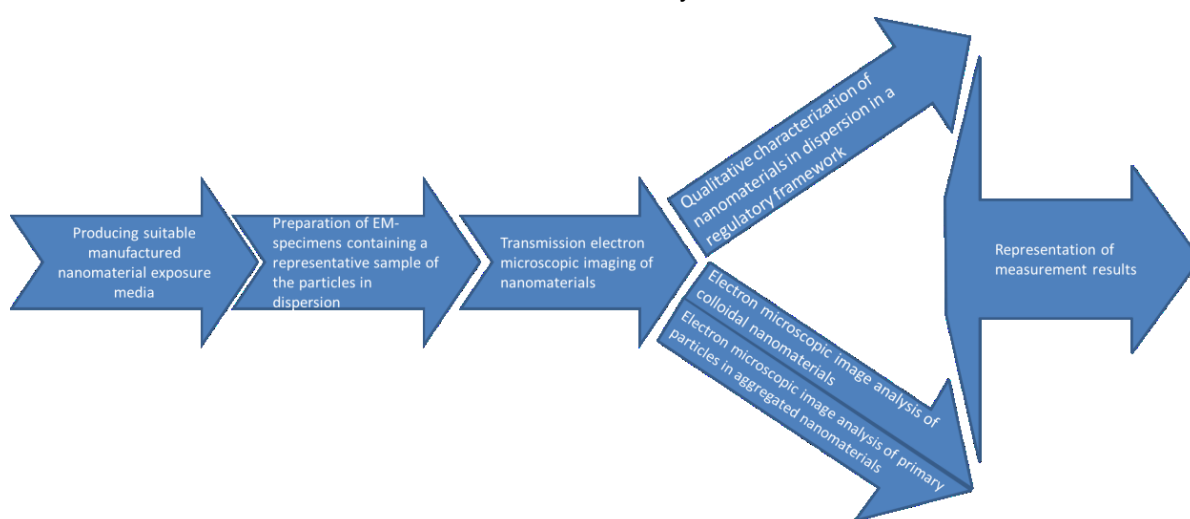 Producing suitable
manufactured
nanomaterial exposure
media
Preparation of EM-
specimens containing a
representative sample of
the particles in
dispersion
Transmission electron
microscopic imaging of
nanomaterials
Qualitative characterization of
nanomaterials in dispersion in a
regulatory framework
Electron microscopic image analysis of
colloidal nanomaterials
Electron microscopic image analysis of primary
particles in aggregated nanomaterials
Representation of
measurement results